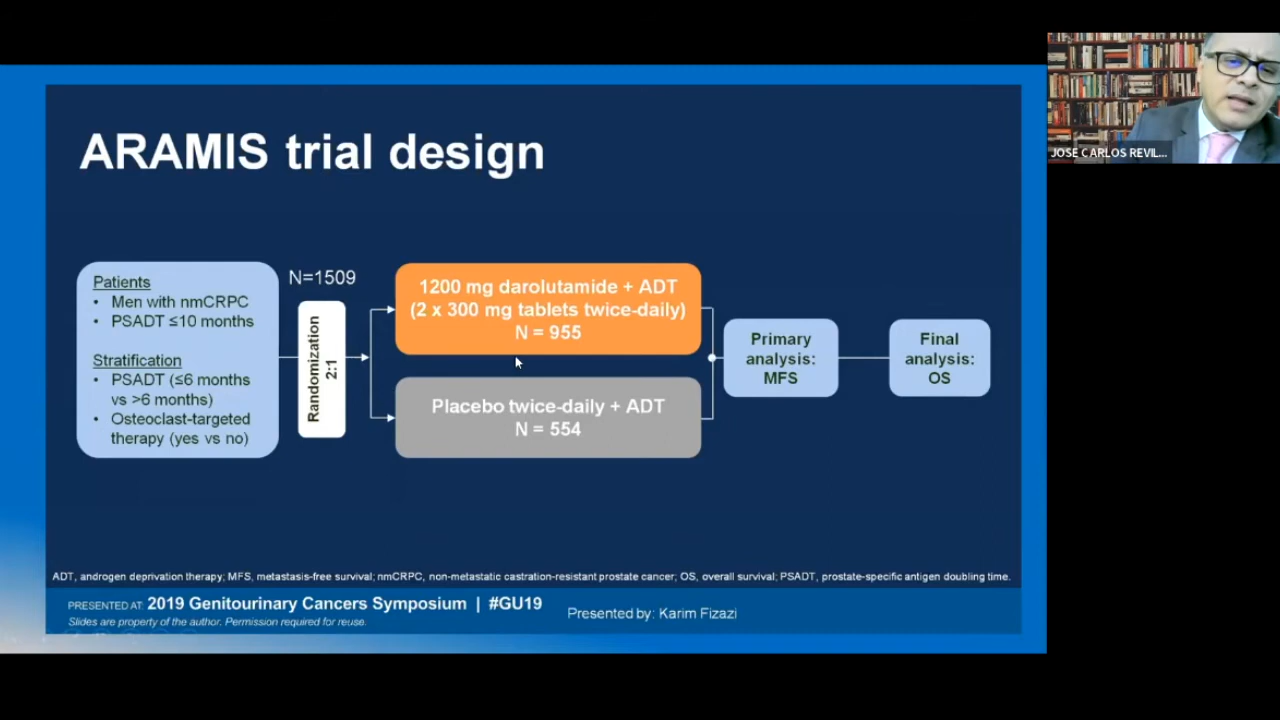 ARAMIS trial design
Patients
• Men with nmCRPC
• PSADT ≤10 months
Stratification
• PSADT (≤6 months
vs >6 months)
• Osteoclast-targeted
therapy (yes vs no)
N=1509
Randomization
2:1
1200 mg darolutamide + ADT
(2 x 300 mg tablets twice-daily)
N = 955
Placebo twice-daily + ADT
N = 554
Primary
analysis:
MFS
Final
analysis:
OS
ADT, androgen deprivation therapy; MFS, metastasis-free survival; nmCRPC, non-metastatic castration-resistant prostate cancer; OS, overall survival; PSADT, prostate-specific antigen doubling time.
PRESENTED AT: 2019 Genitourinary Cancers Symposium | #GU19
Slides are property of the author. Permission required for reuse.
Presented by: Karim Fizazi
JOSE CARLOS REVIL...